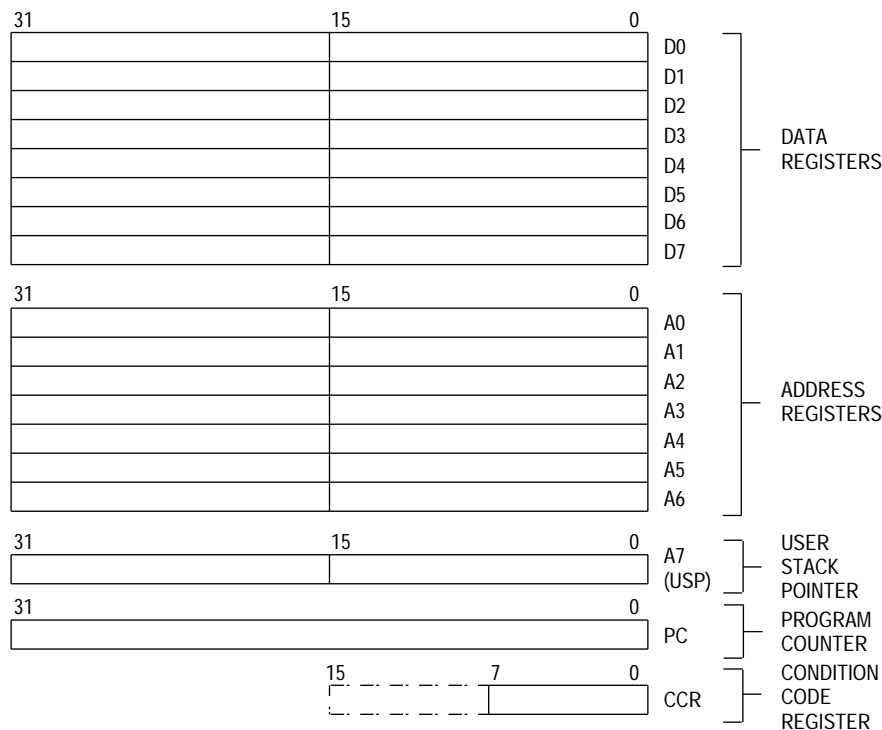 31 15 0
D0
D1
D2
D3
D4
D5
D6
D7
DATA
REGISTERS
31 15 0
A0
A1
A2
A3
A4
A5
A6
ADDRESS
REGISTERS
31 15 0
A7
(USP)
USER
STACK
POINTER
31 0
PC
PROGRAM
COUNTER
15 7 0
CCR
CONDITION
CODE
REGISTER